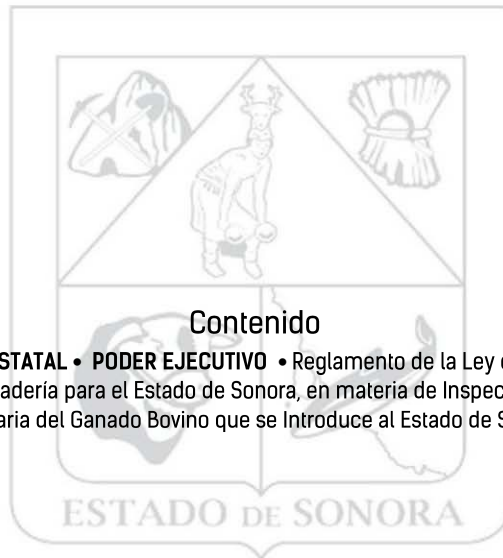 Contenido
STATAL • PODER EJECUTIVO • Reglamento de la Ley
adería para el Estado de Sonora, en materia de Inspec
aria del Ganado Bovino que se Introduce al Estado de S
ESTADO DE SONORA